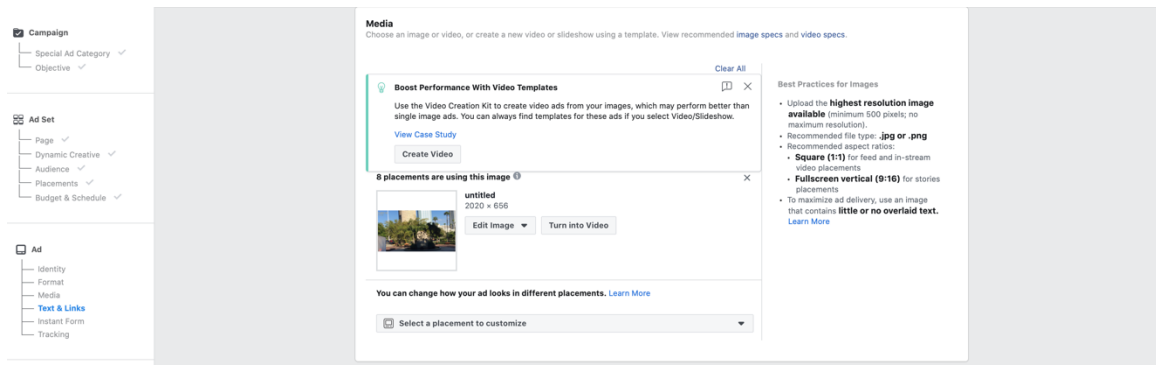 Campaign
Special Ad Category
Objective
Ad Set
Page
Dynamic Creative
Audience
Placements
Budget & Schedule
Ad
Identity
Format
Media
Text & Links
Instant Form
Tracking
Media
Choose an image or video, or create a new video or slideshow using a template. View recommended image specs and video specs.
Clear All
Boost Performance With Video Templates
Use the Video Creation Kit to create video ads from your images, which may perform better than
single image ads. You can always find templates for these ads if you select Video/Slideshow.
View Case Study
Create Video
8 placements are using this image
untitled
2020 × 656
Edit Image
Turn into Video
You can change how your ad looks in different placements. Learn More
Select a placement to customize
Best Practices for Images
• Upload the highest resolution image
available (minimum 500 pixels; no
maximum resolution).
• Recommended file type: .jpg or .png
• Recommended aspect ratios:
• Square (1:1) for feed and in-stream
video placements
• Fullscreen vertical (9:16) for stories
placements
• To maximize ad delivery, use an image
that contains little or no overlaid text.
Learn More